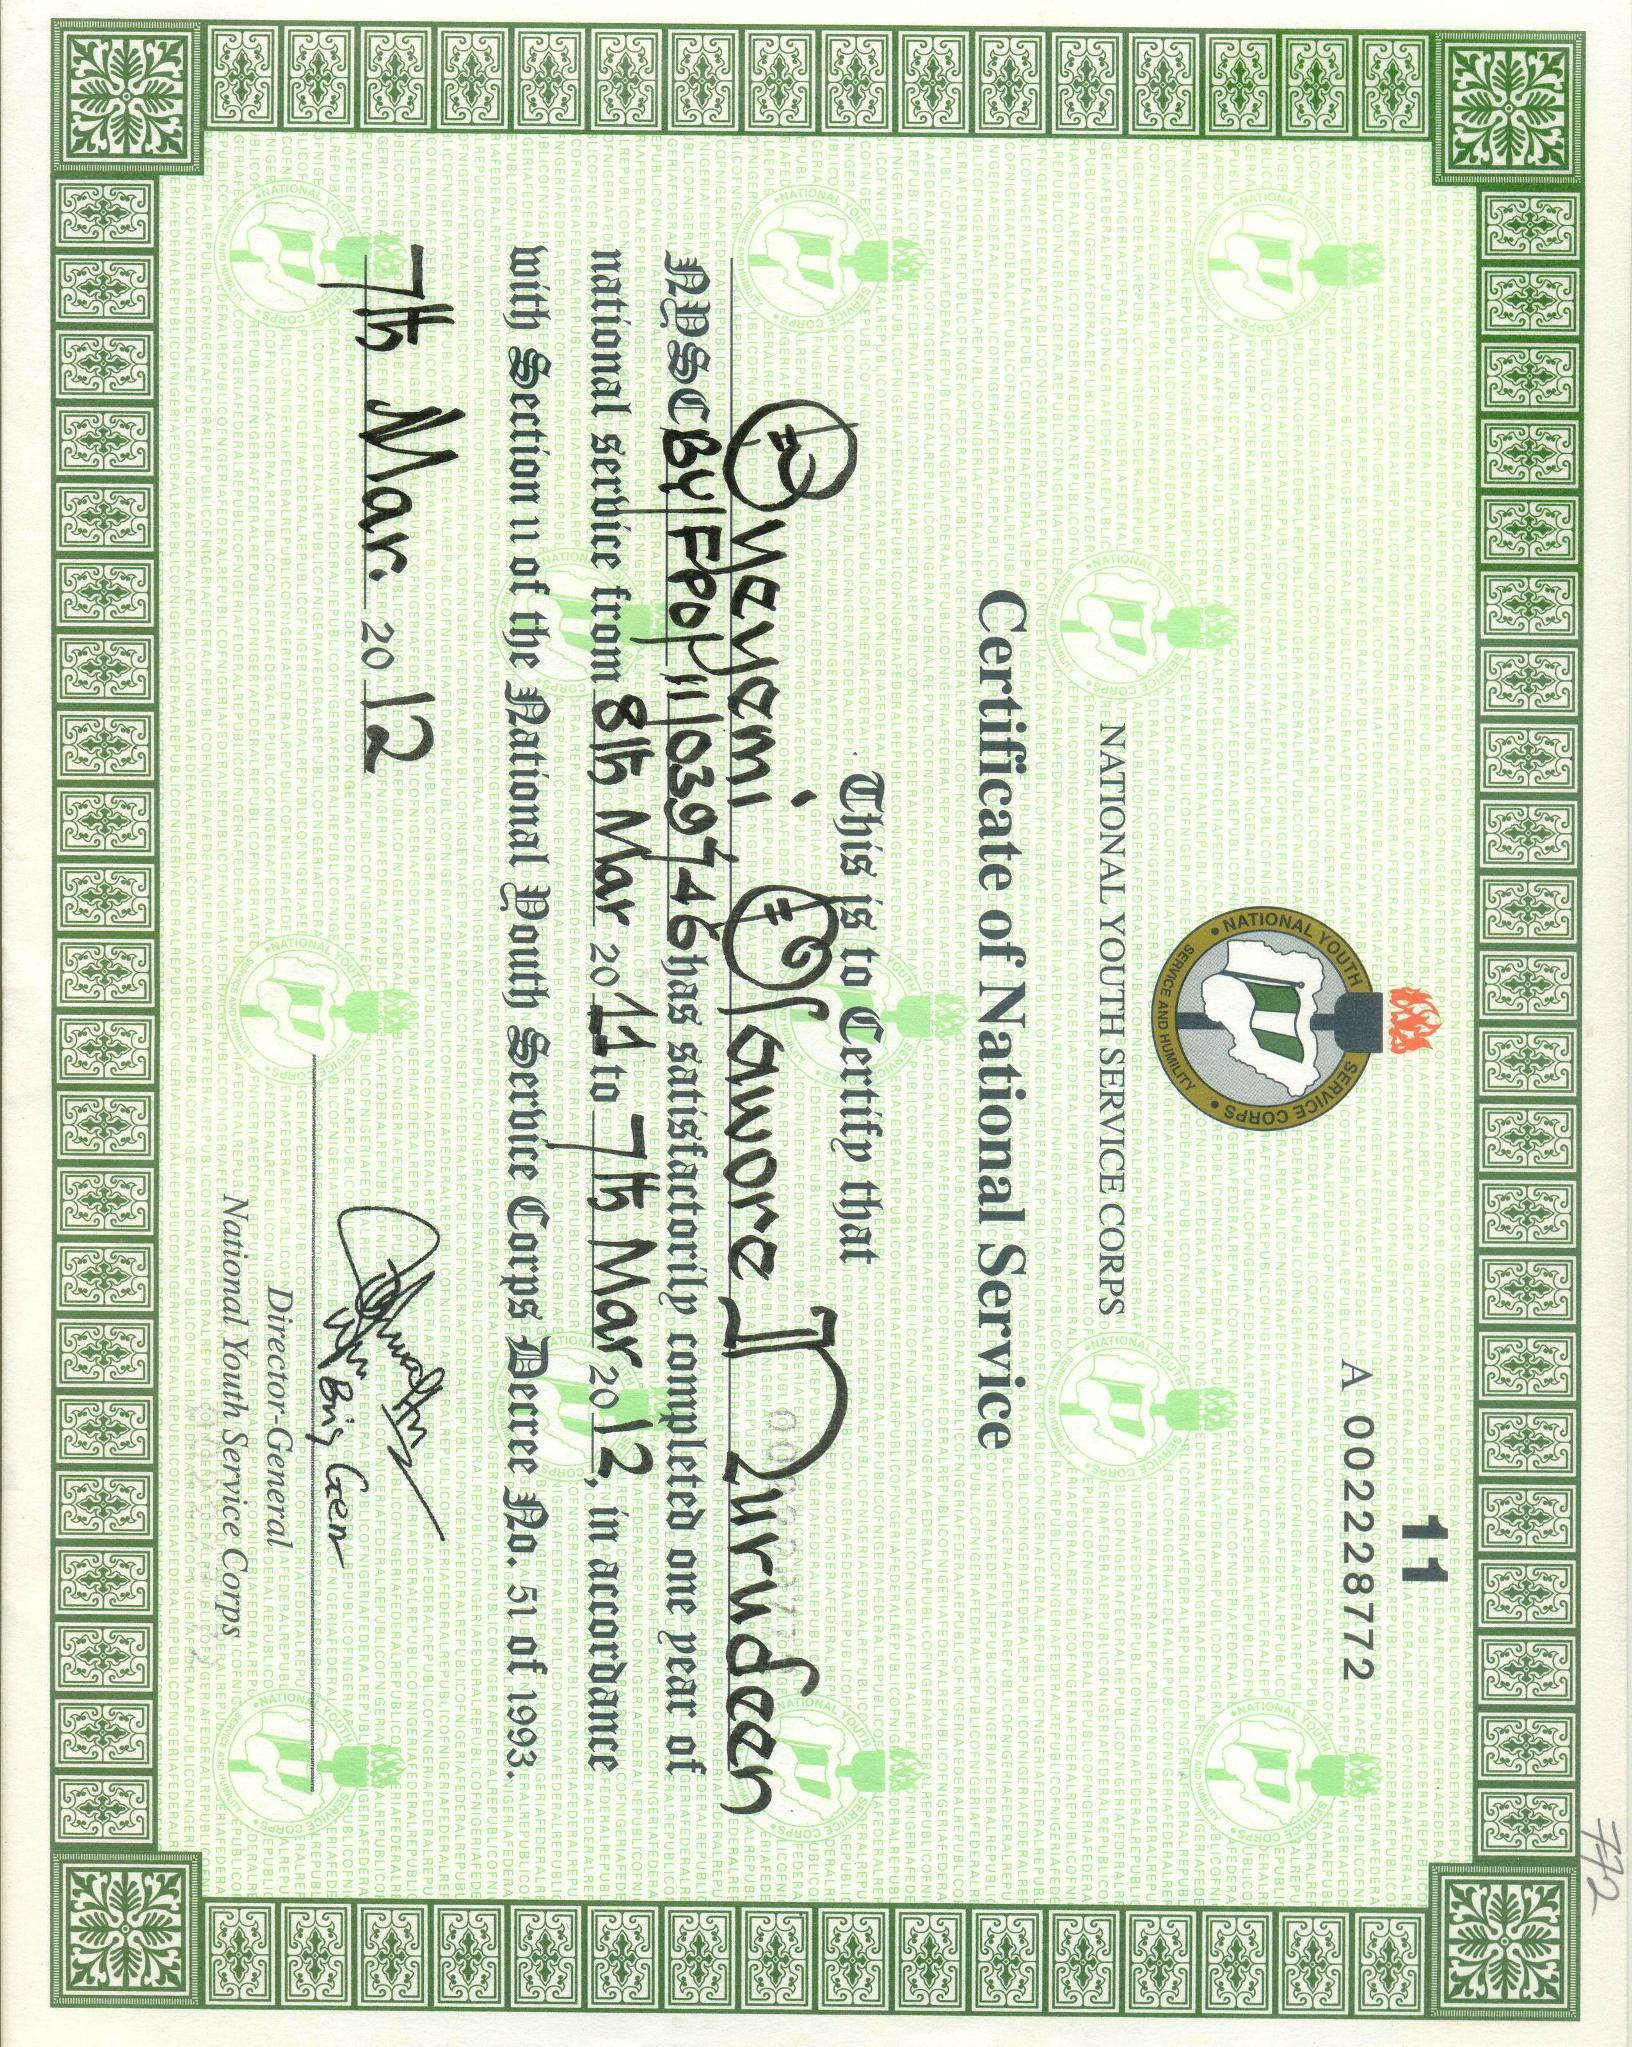 11
A 002228772
NATIONAL YOUTH SERVICE CORPS
SERVICE AND HUMILITY
NATIONAL YOUTH SERVICE CORPS
Certificate of National Service
This is to Certify that
Oyeyemi Olawore Nurudeen
NYSC BY/FPO/11/039746 has satisfactorily completed one year of
national service from 8th Mar 2011 to 7th Mar 2012, in accordance
with Section 11 of the National Youth Service Corps Decree No. 51 of 1993.
7th Mar. 2012
Brig Gen
Director-General
National Youth Service Corps
772